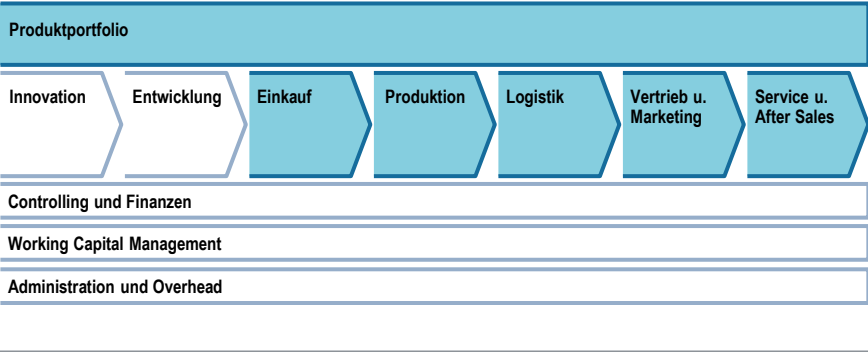 Produktportfolio
Innovation
Entwicklung
Einkauf
Produktion
Logistik
Vertrieb u.
Marketing
Service u.
After Sales
Controlling und Finanzen
Working Capital Management
Administration und Overhead